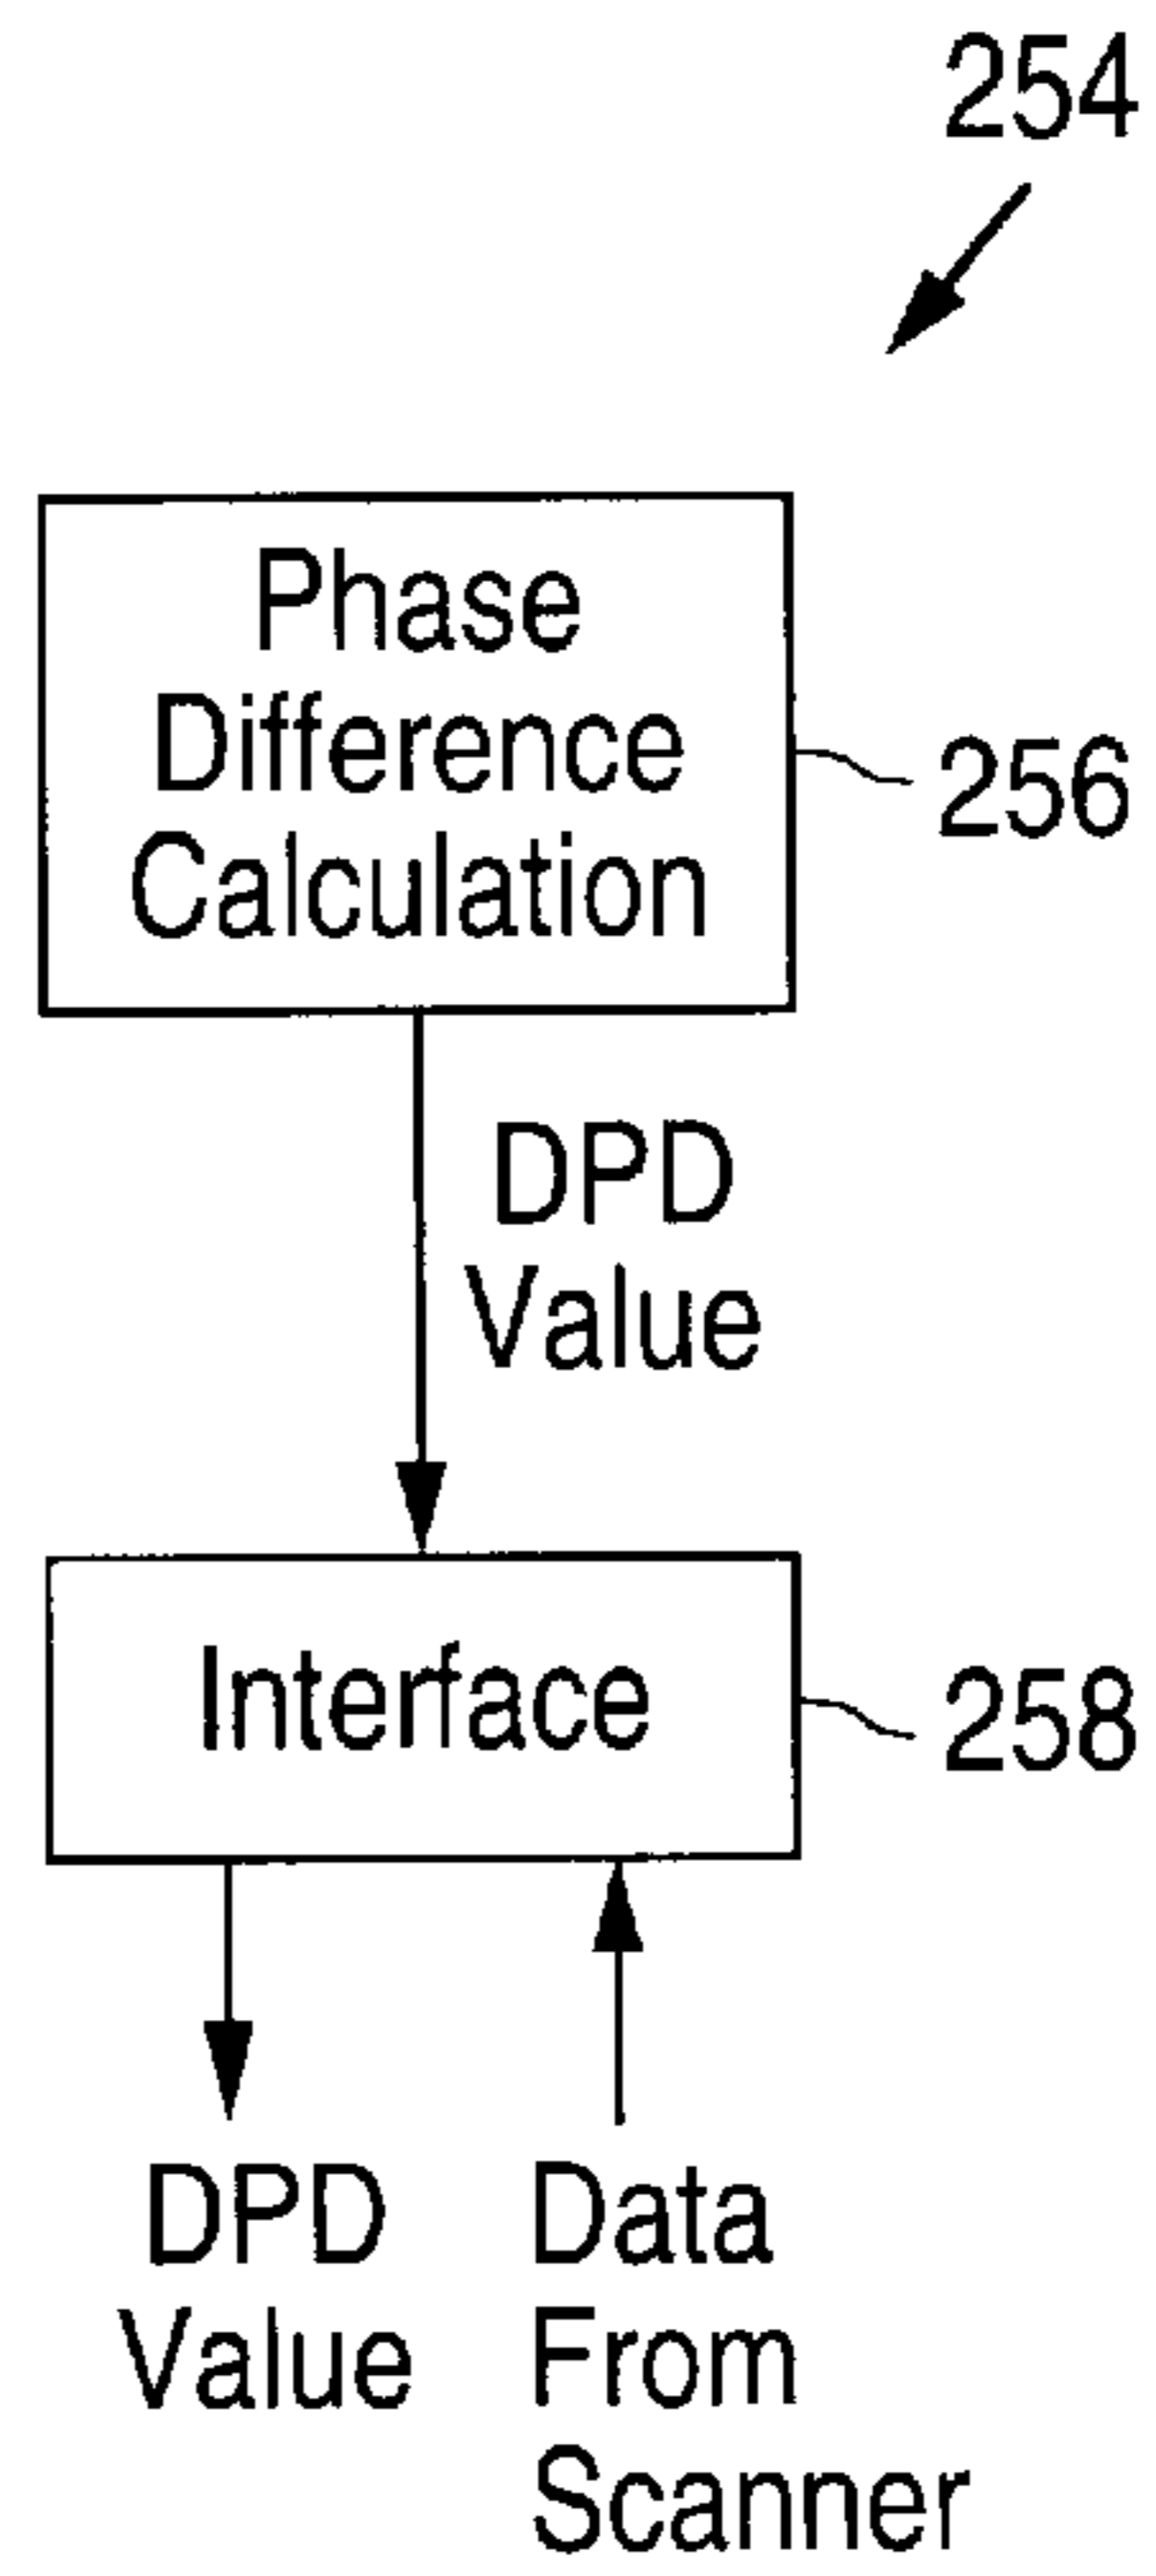 254
Phase
Difference
Calculation
256
DPD
Value
Interface
258
DPD
Value
Data
From
Scanner